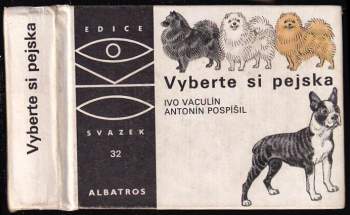 Vyberte si pejska
EDICE
OKO
SVAZEK
32
ALBATROS
Vyberte si pejska
IVO VACULÍN
ANTONÍN POSPÍŠIL